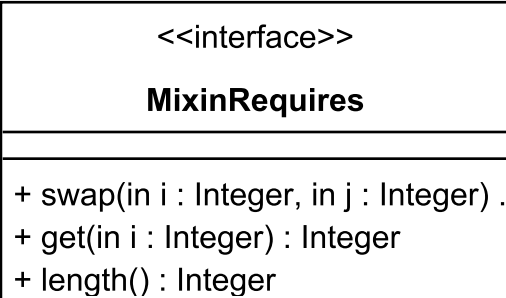 <<interface>>
MixinRequires
+ swap(in i : Integer, in j : Integer) .
+ get(in i : Integer) : Integer
+ length() : Integer